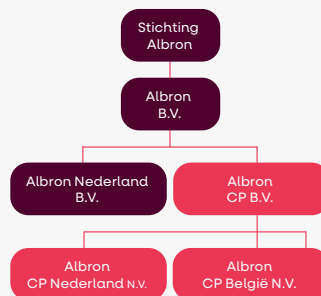 Stichting
Albron
Albron
B.V.
Albron Nederland
B.V.
Albron
CP B.V.
Albron
CP Nederland N.V.
Albron
CP België N.V.